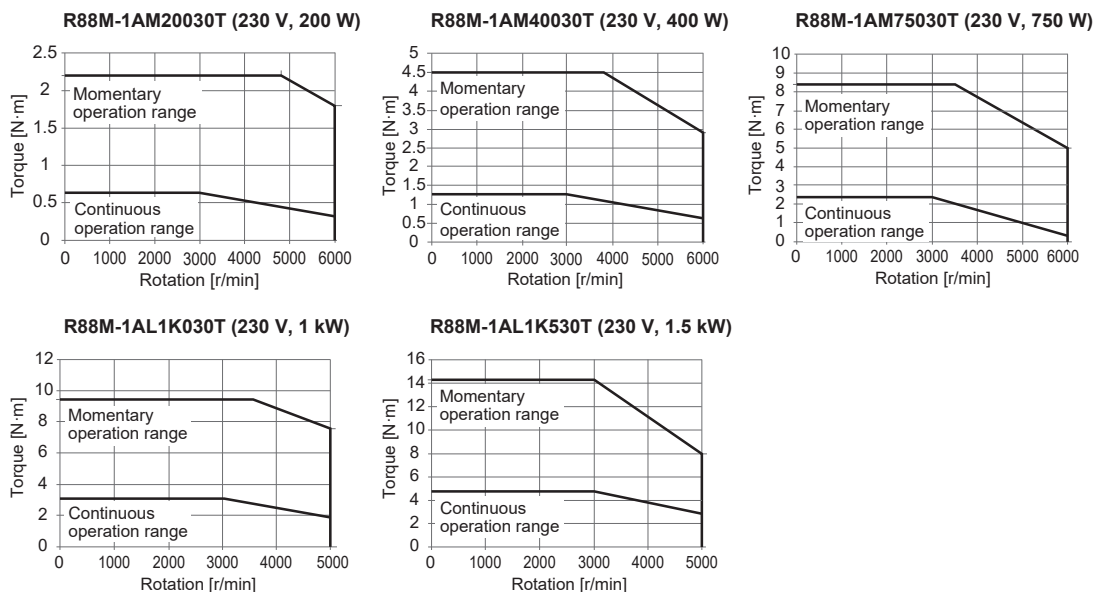 R88M-1AM20030T (230 V, 200 W)
2.5
2
1.5
1
0.5
0
Torque [N·m]
Momentary
operation range
Continuous
operation range
0 1000 2000 3000 4000 5000 6000
Rotation [r/min]
R88M-1AM40030T (230 V, 400 W)
5
4.5
4
3.5
3
2.5
2
1.5
1
0.5
0
Torque [N·m]
Momentary
operation range
Continuous
operation range
0 1000 2000 3000 4000 5000 6000
Rotation [r/min]
R88M-1AM75030T (230 V, 750 W)
10
9
8
7
6
5
4
3
2
1
0
Torque [N·m]
Momentary
operation range
Continuous
operation range
0 1000 2000 3000 4000 5000 6000
Rotation [r/min]
R88M-1AL1K030T (230 V, 1 kW)
12
10
8
6
4
2
0
Torque [N·m]
Momentary
operation range
Continuous
operation range
0 1000 2000 3000 4000 5000
Rotation [r/min]
R88M-1AL1K530T (230 V, 1.5 kW)
16
14
12
10
8
6
4
2
0
Torque [N·m]
Momentary
operation range
Continuous
operation range
0 1000 2000 3000 4000 5000
Rotation [r/min]